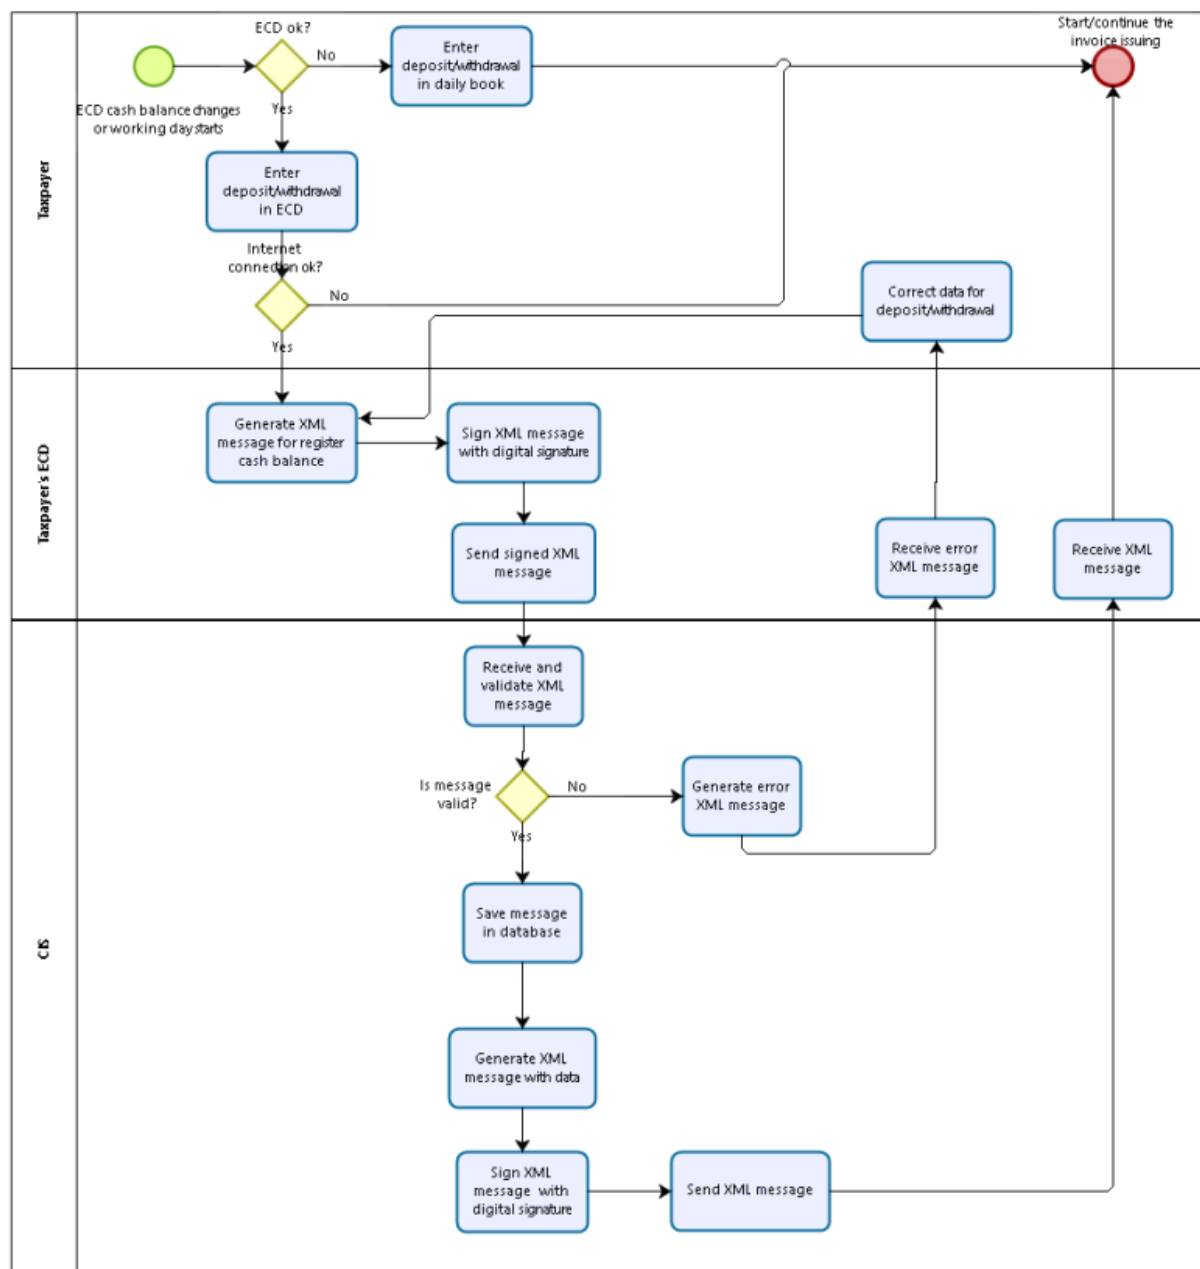 Taxpayer
ECD cash balance changes
or working day starts
ECD ok?
No
Yes
Enter
deposit/withdrawal
in daily book
Start/continue the
invoice issuing
Enter
deposit/withdrawal
in ECD
Internet
connection ok?
No
Yes
Correct data for
deposit/withdrawal
Taxpayer's ECD
Generate XML
message for register
cash balance
Sign XML message
with digital signature
Send signed XML
message
Receive error
XML message
Receive XML
message
CIS
Receive and
validate XML
message
Is message
valid?
No
Yes
Generate error
XML message
Save message
in database
Generate XML
message with data
Sign XML
message with
digital signature
Send XML message